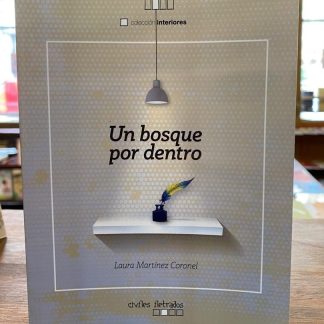 colección Interiores
Un bosque
por dentro
Laura Martínez Coronel
civiles iletrados